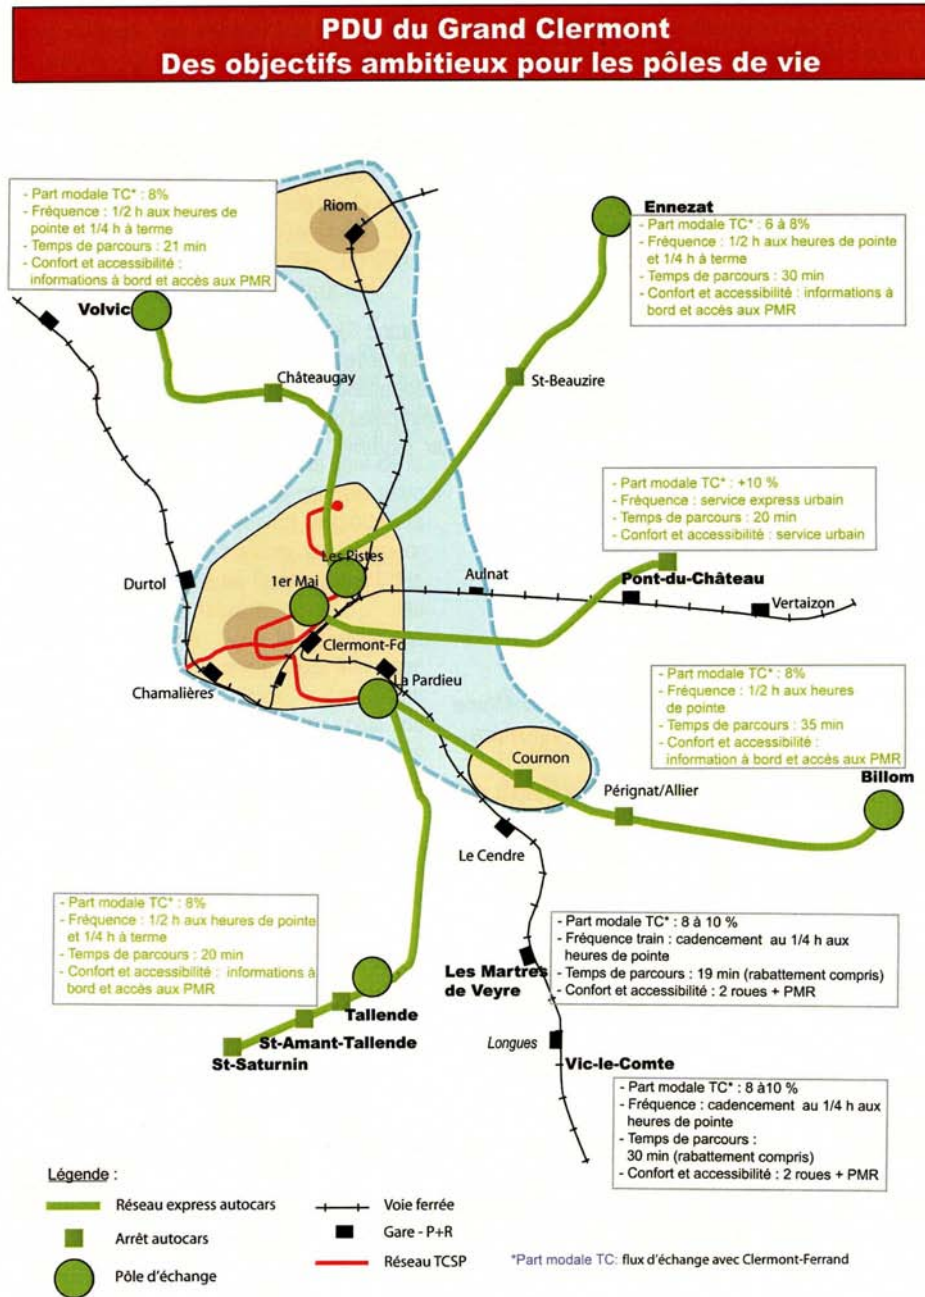 PDU du Grand Clermont
Des objectifs ambitieux pour les pôles de vie
- Part modale TC* : 8%
- Fréquence : 1/2 h aux heures de
pointe et 1/4 h à terme
- Temps de parcours : 21 min
- Confort et accessibilité :
informations à bord et accès aux PMR
Volvic
Riom
Ennezat
- Part modale TC* : 6 à 8%
- Fréquence : 1/2 h aux heures de pointe
et 1/4 h à terme
- Temps de parcours : 30 min
- Confort et accessibilité : informations à
bord et accès aux PMR
Châteaugay
St-Beauzire
- Part modale TC* : +10 %
- Fréquence : service express urbain
- Temps de parcours : 20 min
- Confort et accessibilité : service urbain
Les Pistes
Durtol
1er Mai
Aulnat
Pont-du-Château
Vertaizon
Clermont-Fd
Chamalières
La Pardieu
- Part modale TC* : 8%
- Fréquence : 1/2 h aux heures
de pointe
- Temps de parcours : 35 min
- Confort et accessibilité :
information à bord et accès aux PMR
Cournon
Billom
Pérignat/Allier
Le Cendre
- Part modale TC* : 8%
- Fréquence : 1/2 h aux heures de pointe
et 1/4 h à terme
- Temps de parcours : 20 min
- Confort et accessibilité : informations à
bord et accès aux PMR
- Part modale TC* : 8 à 10 %
- Fréquence train : cadencement au 1/4 h aux
heures de pointe
- Temps de parcours : 19 min (rabattement compris)
- Confort et accessibilité : 2 roues + PMR
Les Martres
de Veyre
Tallende
St-Amant-Tallende
St-Saturnin
Longues
Vic-le-Comte
- Part modale TC* : 8 à10 %
- Fréquence : cadencement au 1/4 h aux
heures de pointe
- Temps de parcours :
30 min (rabattement compris)
- Confort et accessibilité : 2 roues + PMR
Légende :
Réseau express autocars
Arrêt autocars
Pôle d'échange
Voie ferrée
Gare - P+R
Réseau TCSP
*Part modale TC: flux d'échange avec Clermont-Ferrand